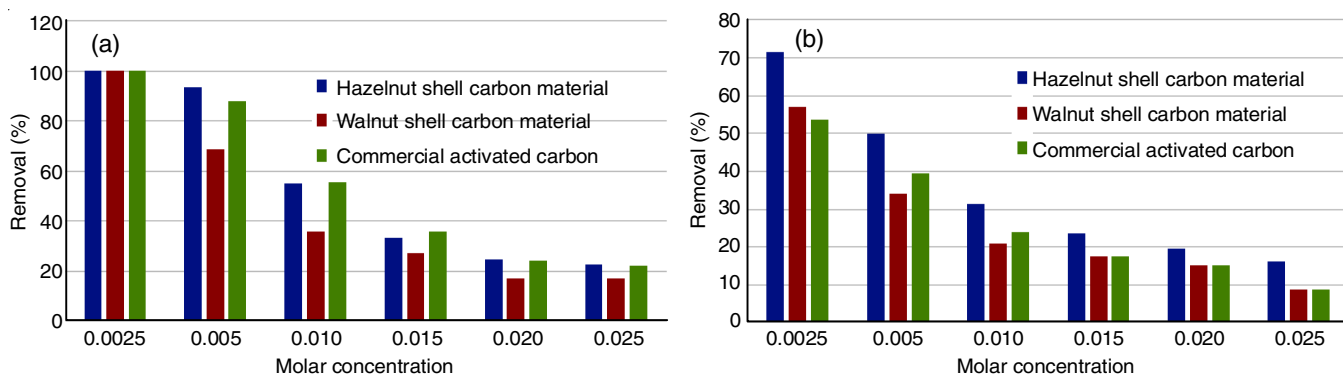 (a)
120
100
80
60
40
20
0
Removal (%)
Hazelnut shell carbon material
Walnut shell carbon material
Commercial activated carbon
0.0025 0.005 0.010 0.015 0.020 0.025
Molar concentration
(b)
80
70
60
50
40
30
20
10
0
Removal (%)
Hazelnut shell carbon material
Walnut shell carbon material
Commercial activated carbon
0.0025 0.005 0.010 0.015 0.020 0.025
Molar concentration